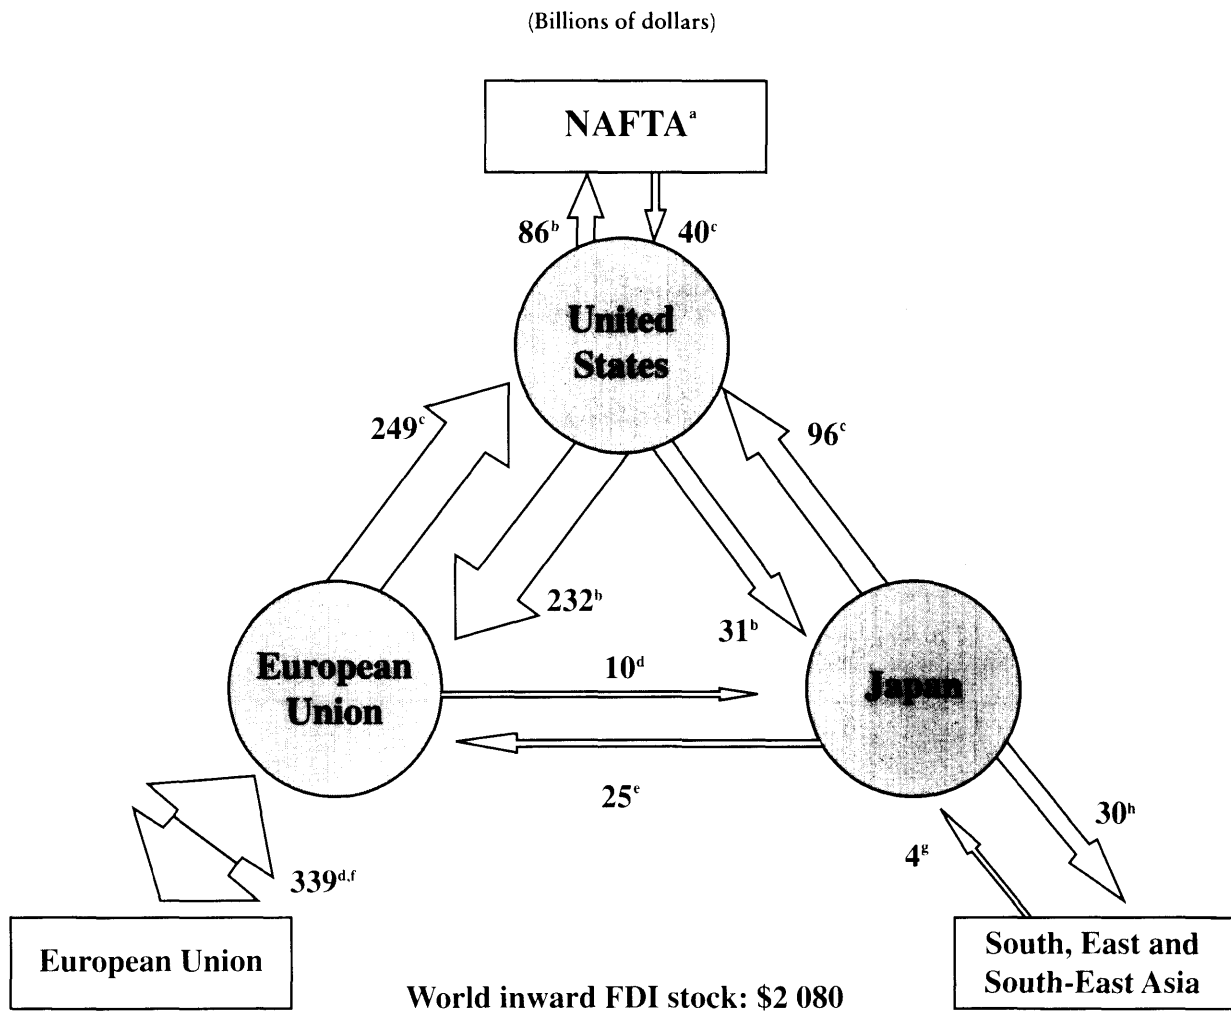 (Billions of dollars)
NAFTAᵃ
86ᵇ
40ᶜ
United
States
249ᶜ
96ᶜ
232ᵇ
31ᵇ
European
Union
10ᵈ
Japan
25ᵉ
30ʰ
4ᵍ
339ᵈ,ᶠ
European Union
South, East and
South-East Asia
World inward FDI stock: $2 080